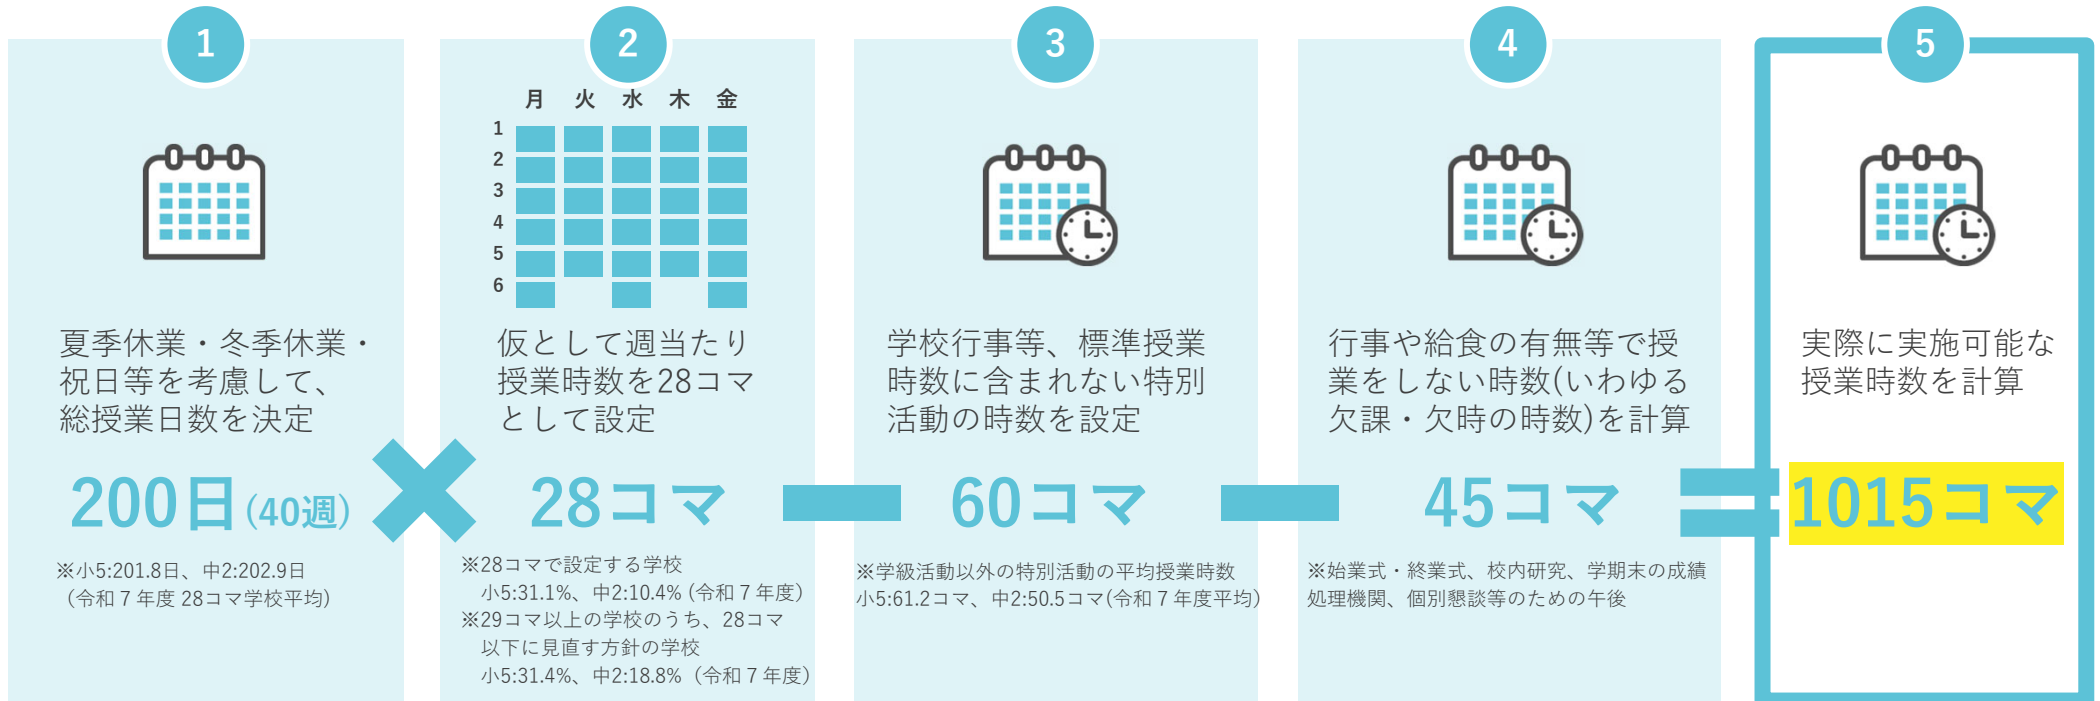 1
夏季休業・冬季休業・
祝日等を考慮して、
総授業日数を決定
200日(40週)
※小5:201.8日、中2:202.9日
(令和７年度 28コマ学校平均)
2
月 火 水 木 金
1
2
3
4
5
6
仮として週当たり
授業時数を28コマ
として設定
28コマ
※28コマで設定する学校
小5:31.1%、中2:10.4% (令和７年度)
※29コマ以上の学校のうち、28コマ
以下に見直す方針の学校
小5:31.4%、中2:18.8%（令和７年度）
3
学校行事等、標準授業
時数に含まれない特別
活動の時数を設定
60コマ
※学級活動以外の特別活動の平均授業時数
小5:61.2コマ、中2:50.5コマ(令和７年度平均)
4
行事や給食の有無等で授
業をしない時数(いわゆる
欠課・欠時の時数)を計算
45コマ
※始業式・終業式、校内研究、学期末の成績
処理機関、個別懇談等のための午後
5
実際に実施可能な
授業時数を計算
1015コマ